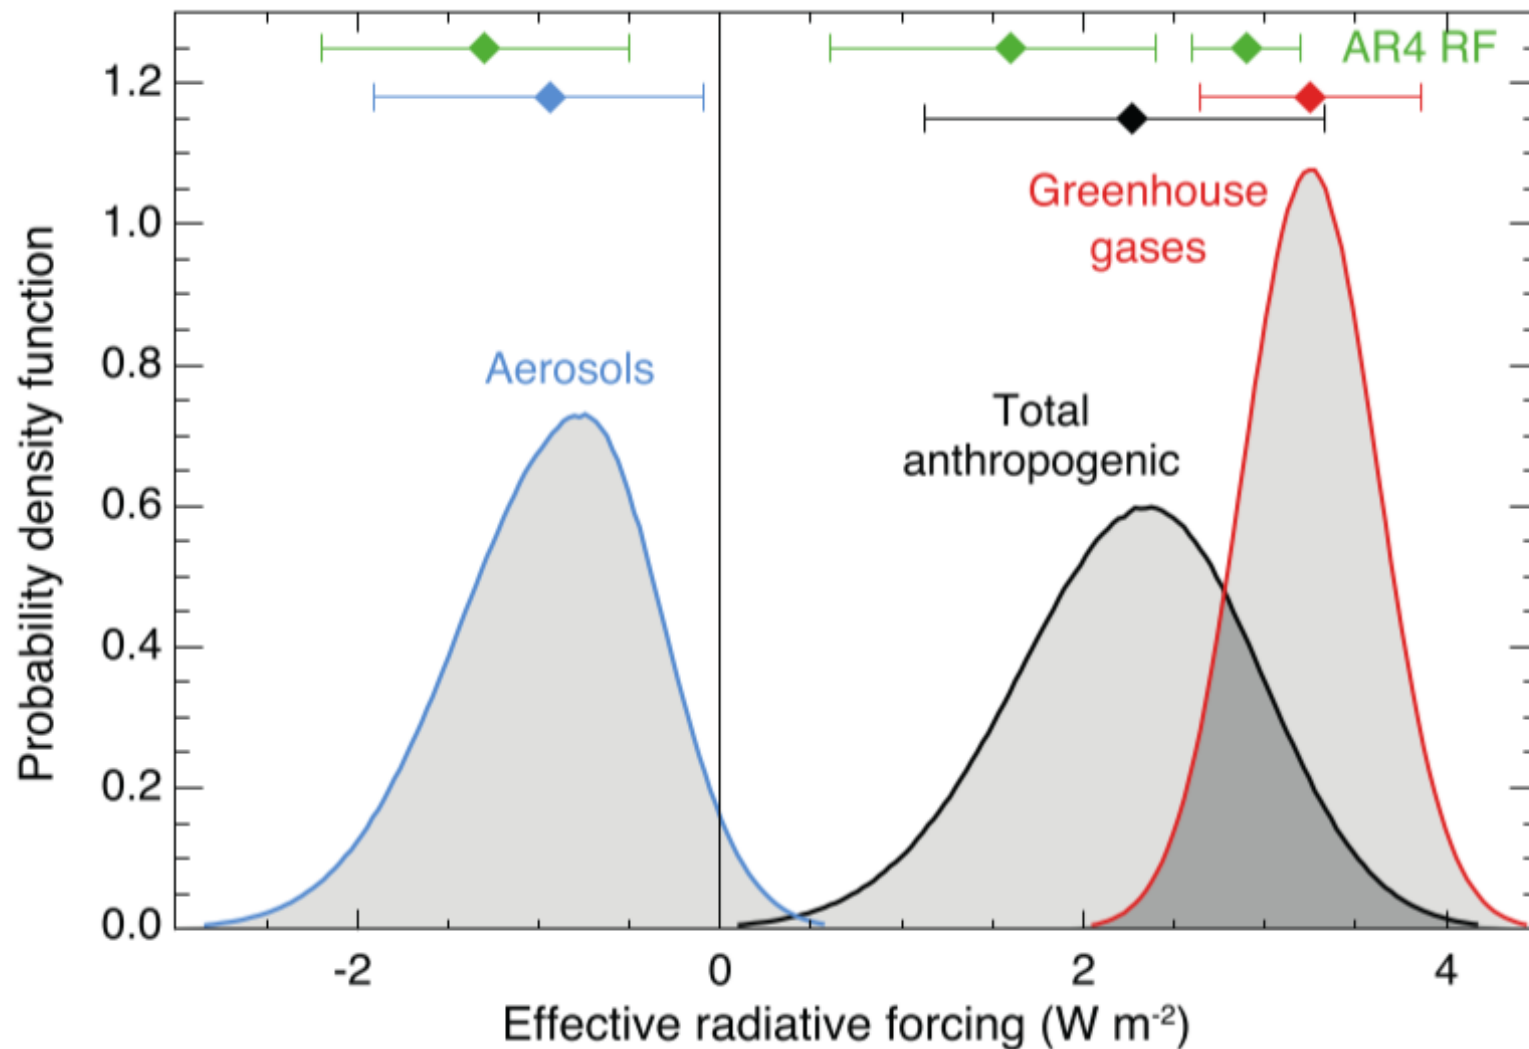 AR4 RF
1.2
Greenhouse
gases
1.0
Aerosols
0.8
Total
anthropogenic
0.6
0.4
0.2
0.0
-2 0 2 4
Effective radiative forcing (W m⁻²)
Probability density function